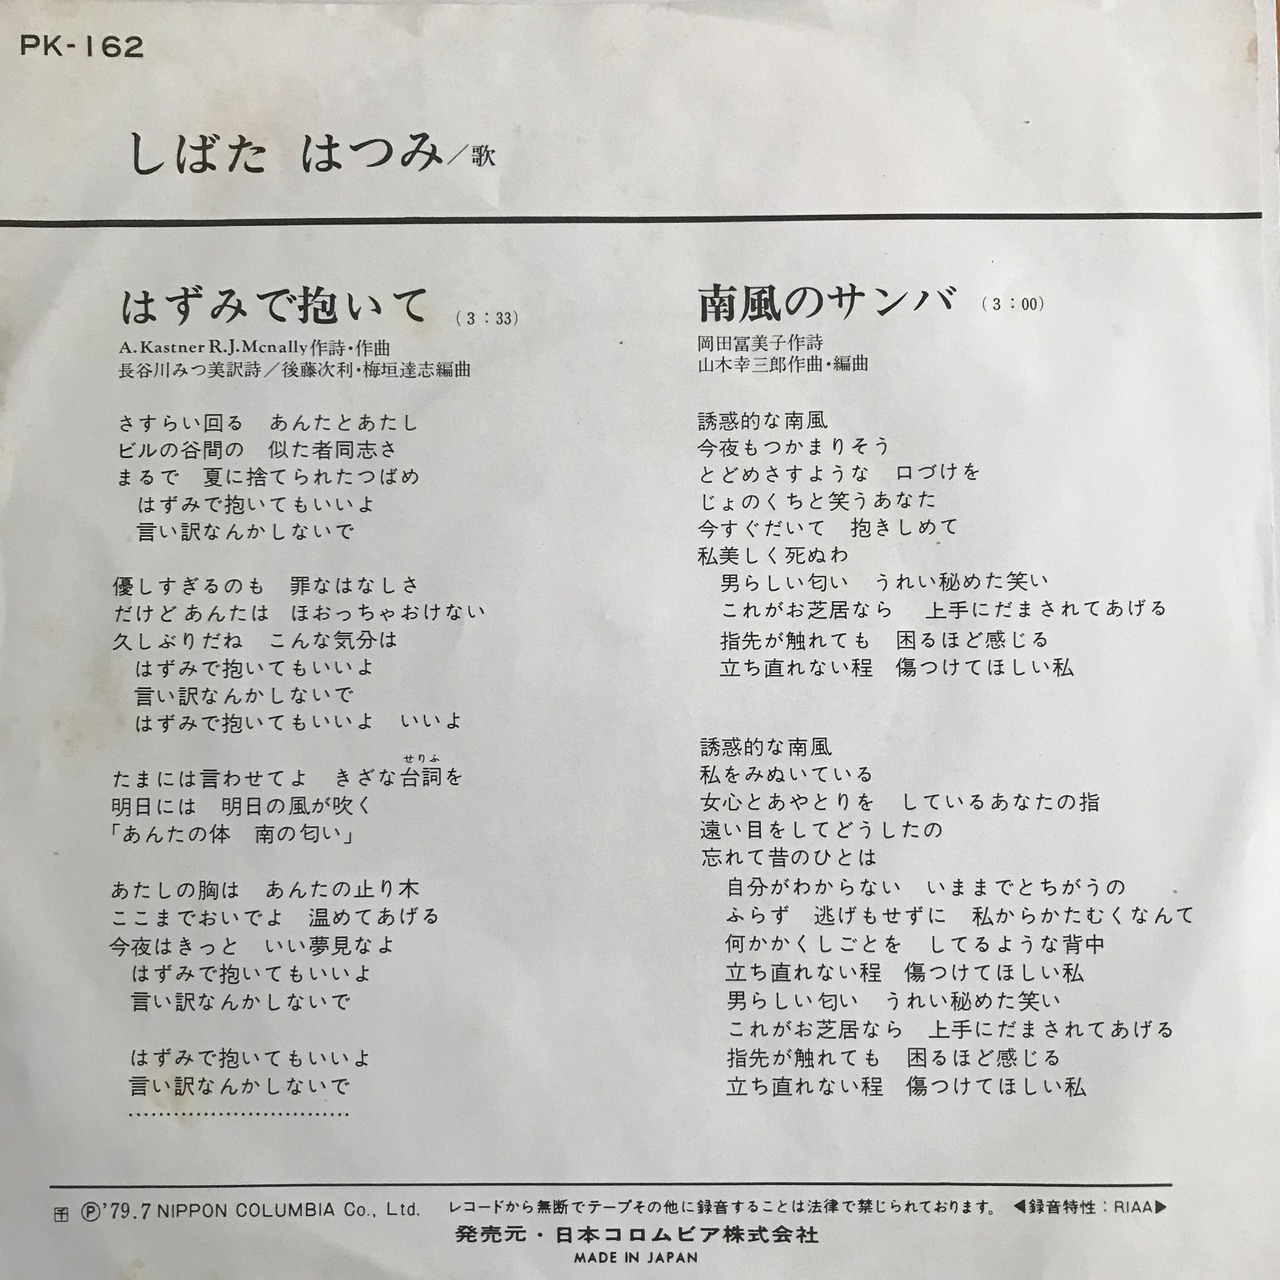 PK-162
しばた はつみ／歌
はずみで抱いて (3:33)
A.Kastner R.J.Mcnally作詩・作曲
長谷川みつ美訳詩／後藤次利・梅垣達志編曲
さすらい回る あんたとあたし
ビルの谷間の 似た者同志さ
まるで 夏に捨てられたつばめ
はずみで抱いてもいいよ
言い訳なんかしないで
優しすぎるのも 罪なはなしさ
だけど あんたは ほおっちゃおけない
久しぶりだね こんな気分は
はずみで抱いてもいいよ
言い訳なんかしないで
はずみで抱いてもいいよ いいよ
せりふ
たまには言わせてよ きざな台詞を
明日には 明日の風が吹く
「あんたの体 南の匂い」
あたしの胸は あんたの止り木
ここまでおいでよ 温めてあげる
今夜はきっと いい夢見なよ
はずみで抱いてもいいよ
言い訳なんかしないで
はずみで抱いてもいいよ
言い訳なんかしないで
…………………………
南風のサンバ (3:00)
岡田冨美子作詩
山木幸三郎作曲・編曲
誘惑的な南風
今夜もつかまりそう
とどめさすような 口づけを
じょのくちと笑うあなた
今すぐだいて 抱きしめて
私美しく死ぬわ
男らしい匂い うれい秘めた笑い
これがお芝居なら 上手にだまされてあげる
指先が触れても 困るほど感じる
立ち直れない程 傷つけてほしい私
誘惑的な南風
私をみぬいている
女心とあやとりを しているあなたの指
遠い目をしてどうしたの
忘れて昔のひとは
自分がわからない いままでとちがうの
ふらず 逃げもせずに 私からかたむくなんて
何かかくしごとを してるような背中
立ち直れない程 傷つけてほしい私
男らしい匂い うれい秘めた笑い
これがお芝居なら 上手にだまされてあげる
指先が触れても 困るほど感じる
立ち直れない程 傷つけてほしい私
Ⓟ'79.7 NIPPON COLUMBIA Co., Ltd. レコードから無断でテープその他に録音することは法律で禁じられております。 ◀録音特性：RIAA▶
発売元・日本コロムビア株式会社
MADE IN JAPAN